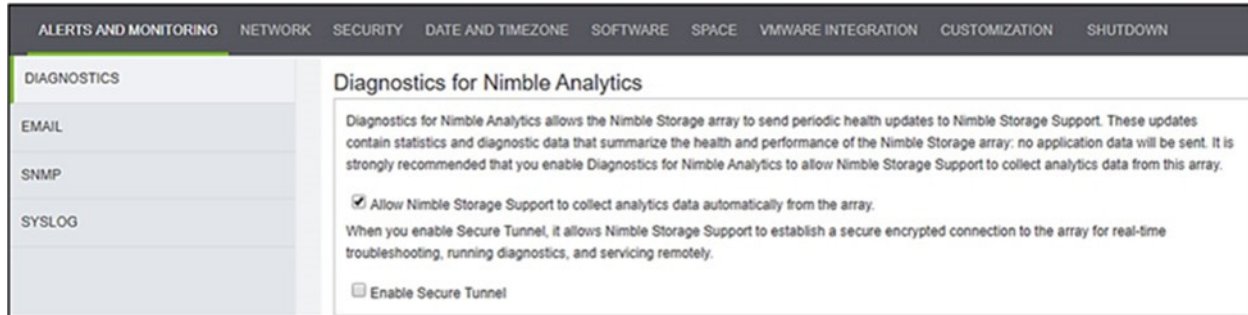 ALERTS AND MONITORING NETWORK SECURITY DATE AND TIMEZONE SOFTWARE SPACE VMWARE INTEGRATION CUSTOMIZATION SHUTDOWN
DIAGNOSTICS
EMAIL
SNMP
SYSLOG
Diagnostics for Nimble Analytics
Diagnostics for Nimble Analytics allows the Nimble Storage array to send periodic health updates to Nimble Storage Support. These updates
contain statistics and diagnostic data that summarize the health and performance of the Nimble Storage array: no application data will be sent. It is
strongly recommended that you enable Diagnostics for Nimble Analytics to allow Nimble Storage Support to collect analytics data from this array.
Allow Nimble Storage Support to collect analytics data automatically from the array.
When you enable Secure Tunnel, it allows Nimble Storage Support to establish a secure encrypted connection to the array for real-time
troubleshooting, running diagnostics, and servicing remotely.
Enable Secure Tunnel